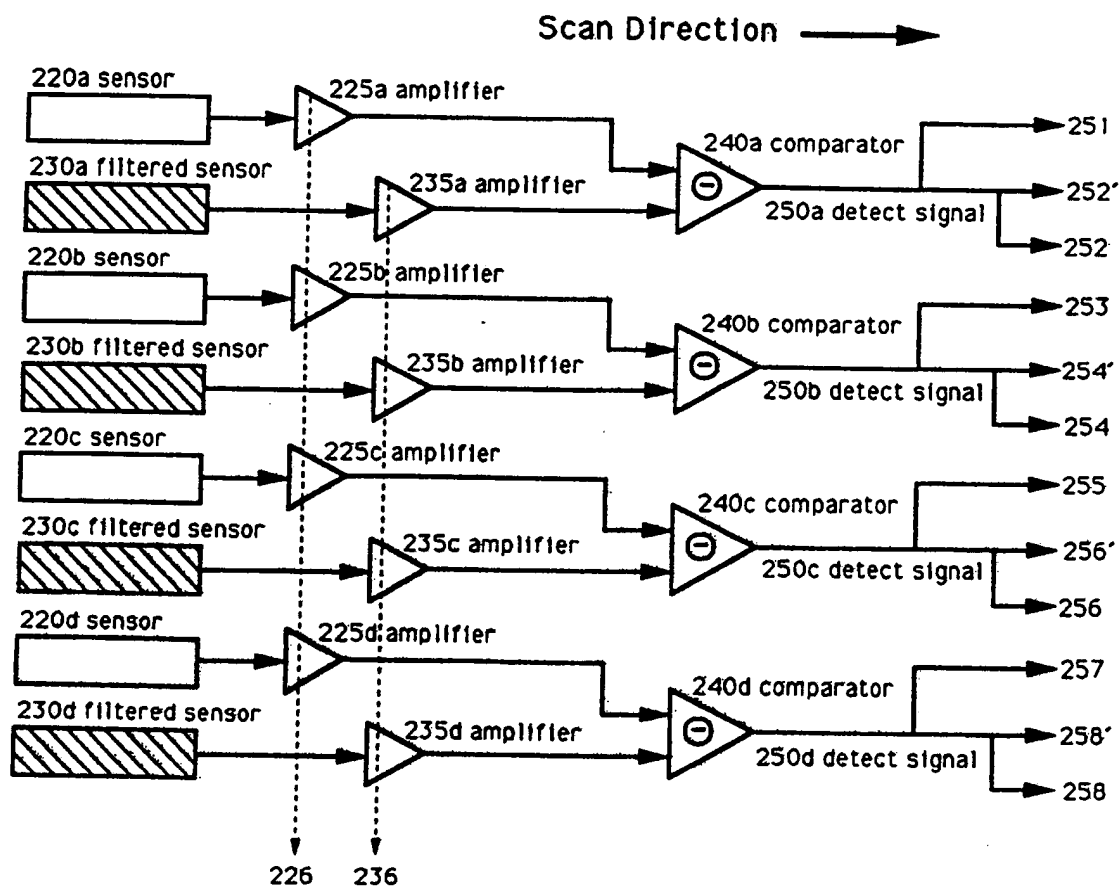 Scan Direction
220a sensor
225a amplifier
251
230a filtered sensor
235a amplifier
240a comparator
252'
250a detect signal
252
220b sensor
225b amplifier
253
230b filtered sensor
235b amplifier
240b comparator
254'
250b detect signal
254
220c sensor
225c amplifier
255
230c filtered sensor
235c amplifier
240c comparator
256'
250c detect signal
256
220d sensor
225d amplifier
257
230d filtered sensor
235d amplifier
240d comparator
258'
250d detect signal
258
226 236